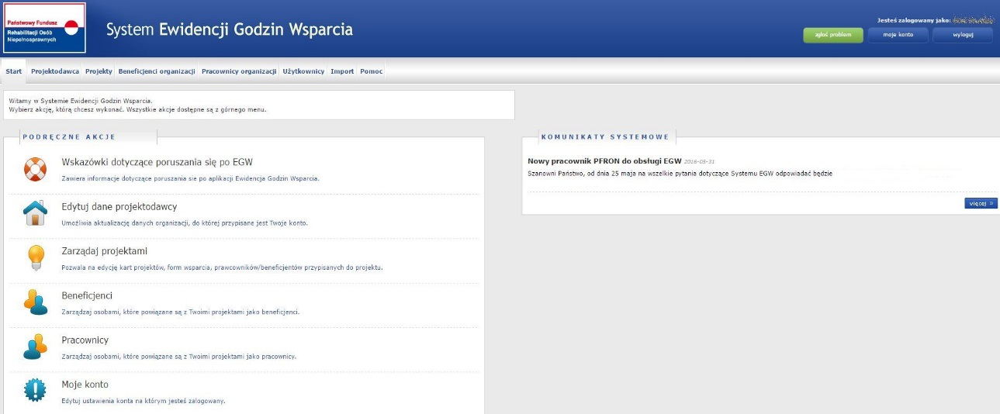 Państwowy Fundusz
Rehabilitacji Osób
Niepełnosprawnych
System Ewidencji Godzin Wsparcia
Jesteś zalogowany jako:
zgłoś problem
moje konto
wyloguj
Start Projektodawca Projekty Beneficjenci organizacji Pracownicy organizacji Użytkownicy Import Pomoc
Witamy w Systemie Ewidencji Godzin Wsparcia.
Wybierz akcję, którą chcesz wykonać. Wszystkie akcje dostępne są z górnego menu.
PODRĘCZNE AKCJE
Wskazówki dotyczące poruszania się po EGW
Zawiera informacje dotyczące poruszania sie po aplikacji Ewidencja Godzin Wsparcia.
Edytuj dane projektodawcy
Umożliwia aktualizację danych organizacji, do której przypisane jest Twoje konto.
Zarządzaj projektami
Pozwala na edycję kart projektów, form wsparcia, prawcowników/beneficjentów przypisanych do projektu.
Beneficjenci
Zarządzaj osobami, które powiązane są z Twoimi projektami jako beneficjenci.
Pracownicy
Zarządzaj osobami, które powiązane są z Twoimi projektami jako pracownicy.
Moje konto
Edytuj ustawienia konta na którym jesteś zalogowany.
KOMUNIKATY SYSTEMOWE
Nowy pracownik PFRON do obsługi EGW 2016-05-31
Szanowni Państwo, od dnia 25 maja na wszelkie pytania dotyczące Systemu EGW odpowiadać będzie
więcej »